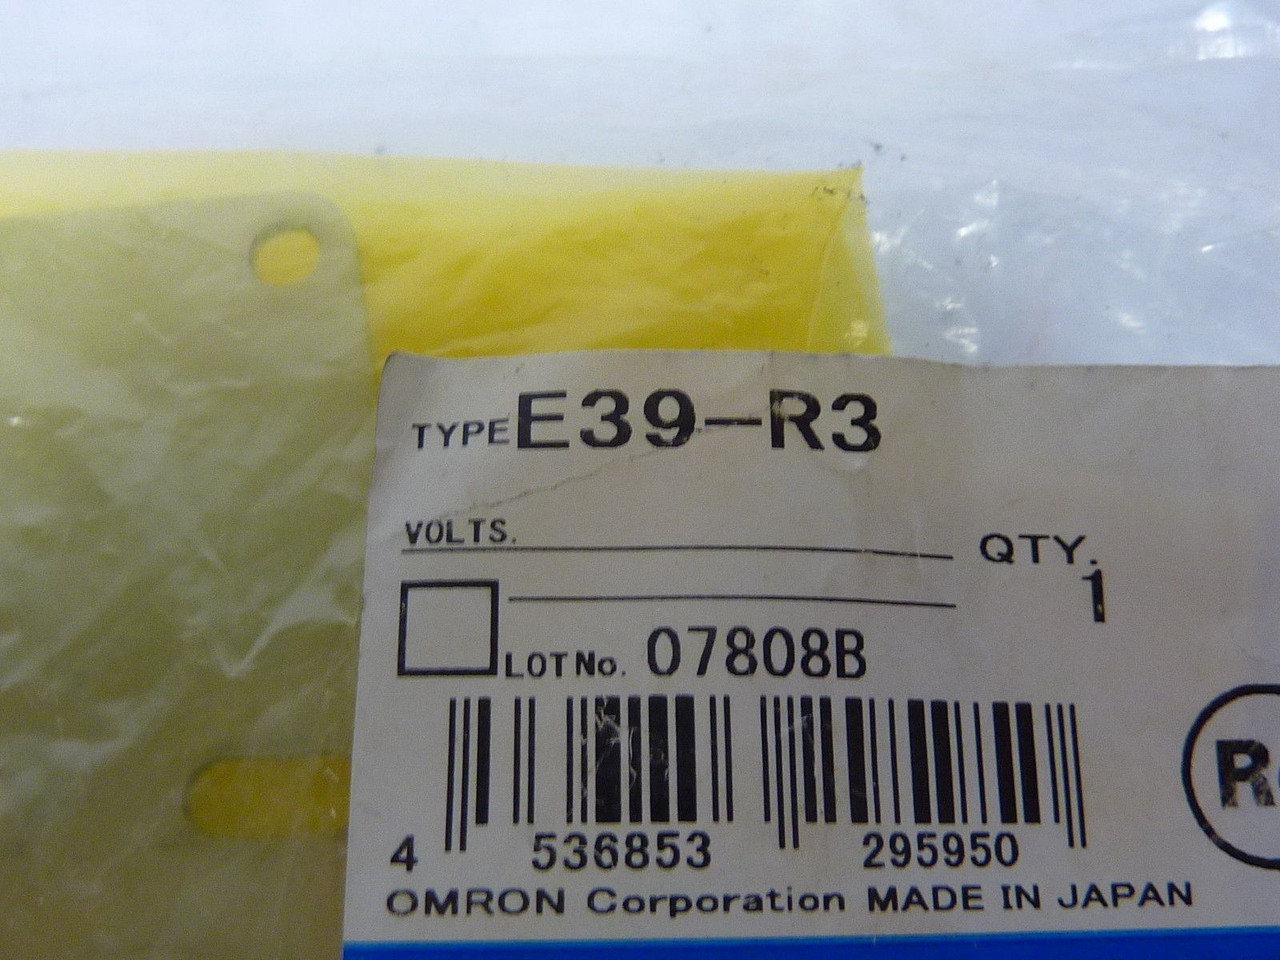 TYPE E39-R3
VOLTS.
QTY.
1
LOT No. 07808B
4 536853 295950
OMRON Corporation MADE IN JAPAN